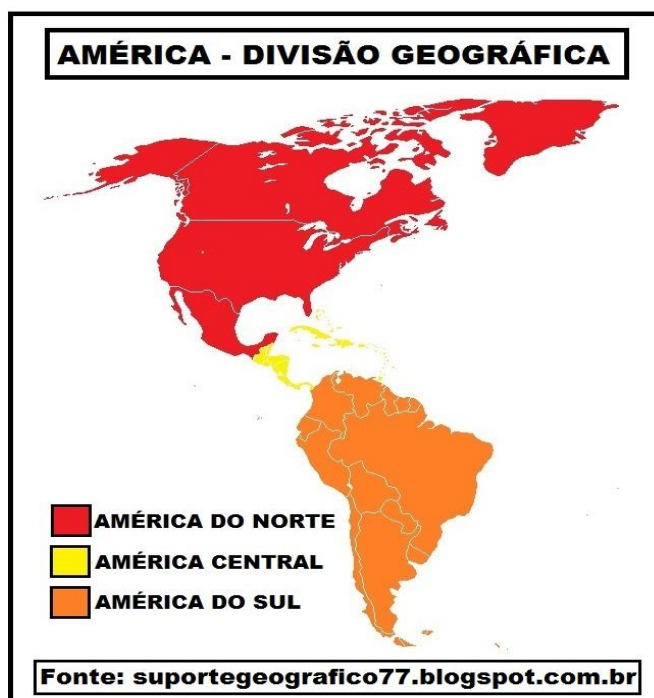 AMÉRICA - DIVISÃO GEOGRÁFICA
AMÉRICA DO NORTE
AMÉRICA CENTRAL
AMÉRICA DO SUL
Fonte: suportegeografico77.blogspot.com.br